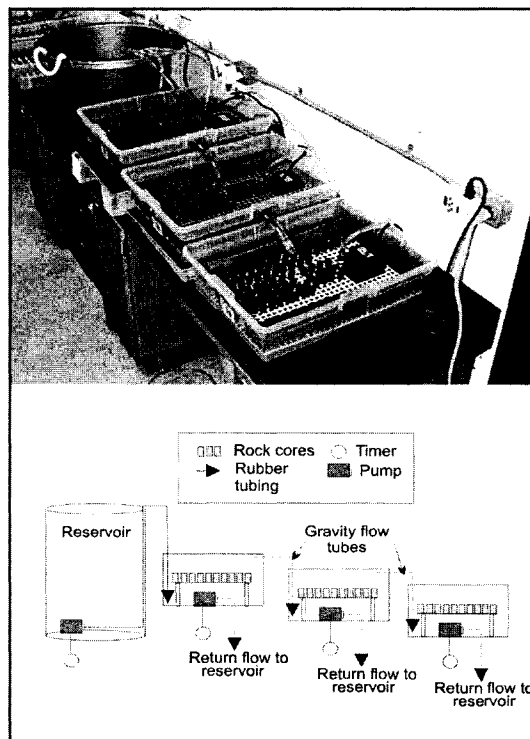 Rock cores
Timer
Rubber
tubing
Pump
Reservoir
Gravity flow
tubes
Return flow to
reservoir
Return flow to
reservoir
Return flow to
reservoir